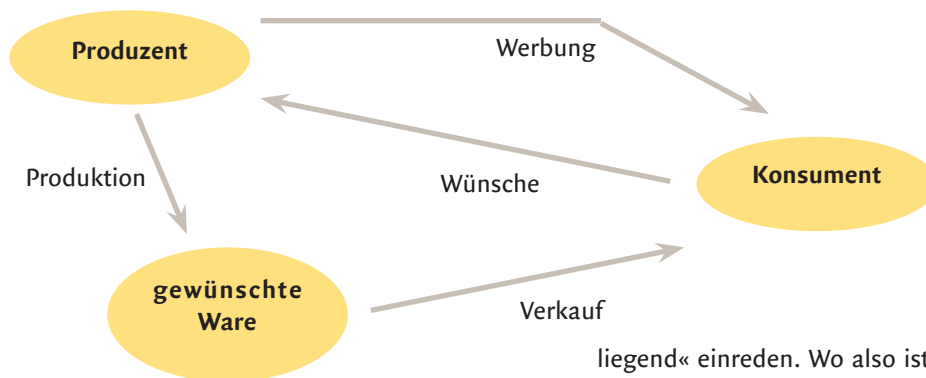 Produzent
Werbung
Produktion
Wünsche
Konsument
gewünschte
Ware
Verkauf
liegend« einreden. Wo also ist